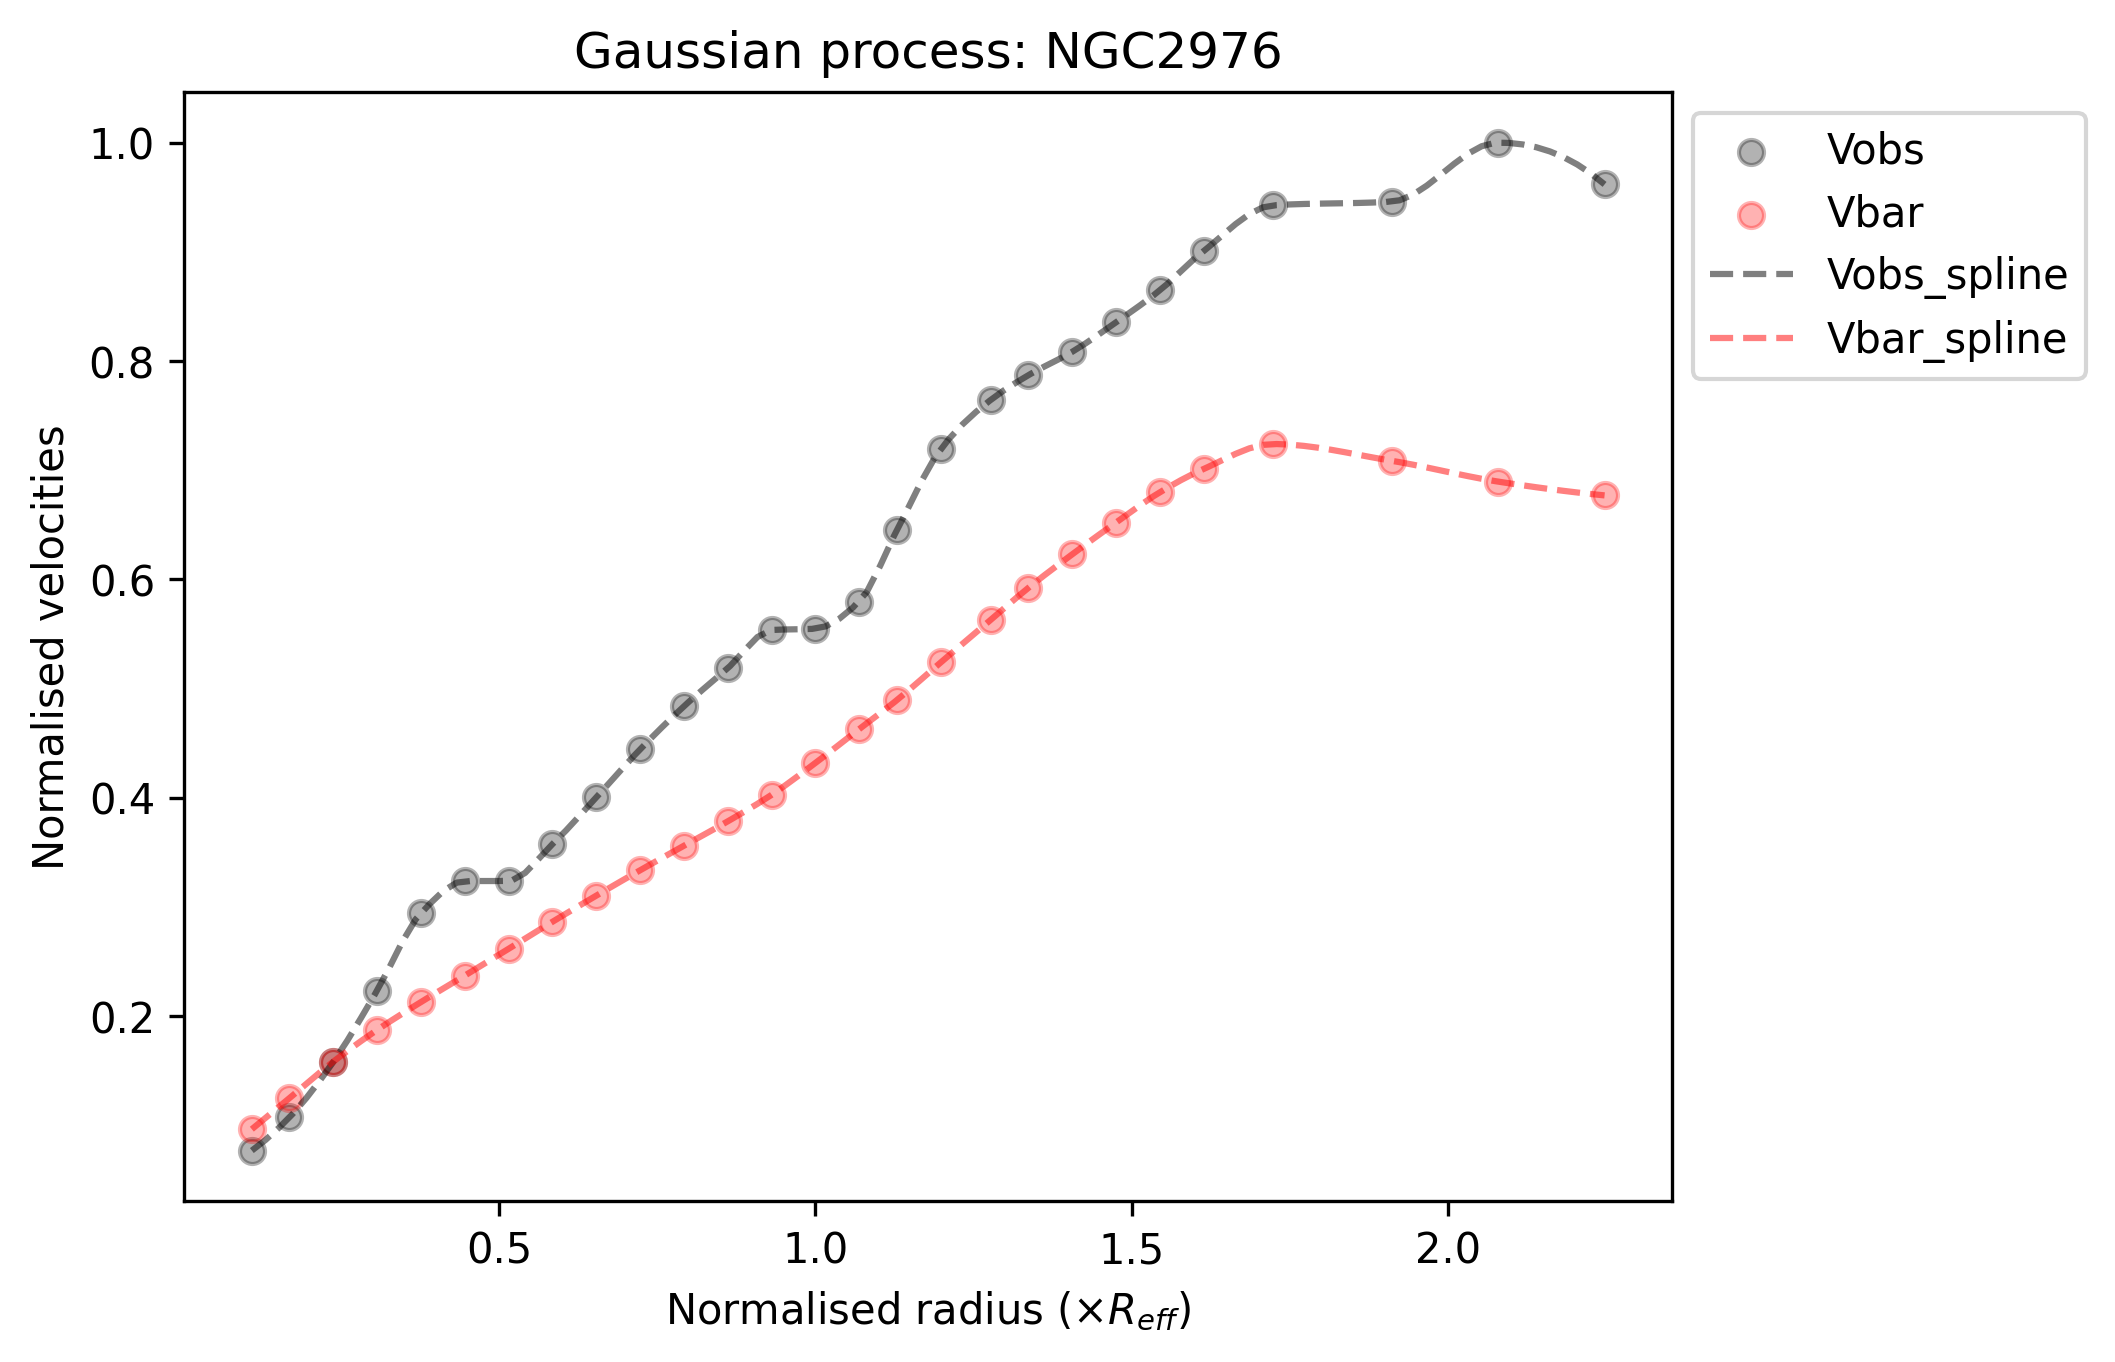 Gaussian process: NGC2976
Normalised velocities
1.0
0.8
0.6
0.4
0.2
0.5 1.0 1.5 2.0
Normalised radius (×R_eff)
Vobs
Vbar
Vobs_spline
Vbar_spline